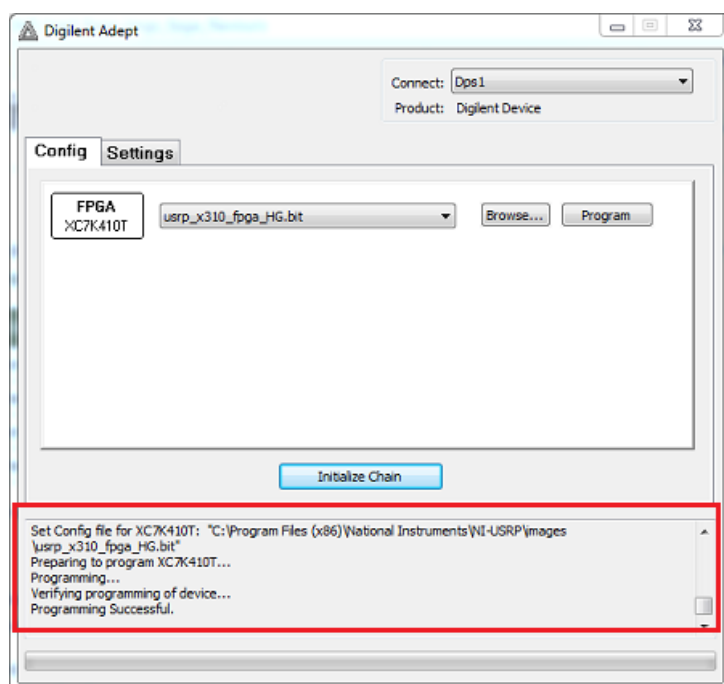 Digilent Adept
Connect: Dps1
Product: Digilent Device
Config Settings
FPGA
XC7K410T
usrp_x310_fpga_HG.bit
Browse...
Program
Initialize Chain
Set Config file for XC7K410T: "C:\Program Files (x86)\National Instruments\NI-USRP\images
\usrp_x310_fpga_HG.bit"
Preparing to program XC7K410T...
Programming...
Verifying programming of device...
Programming Successful.